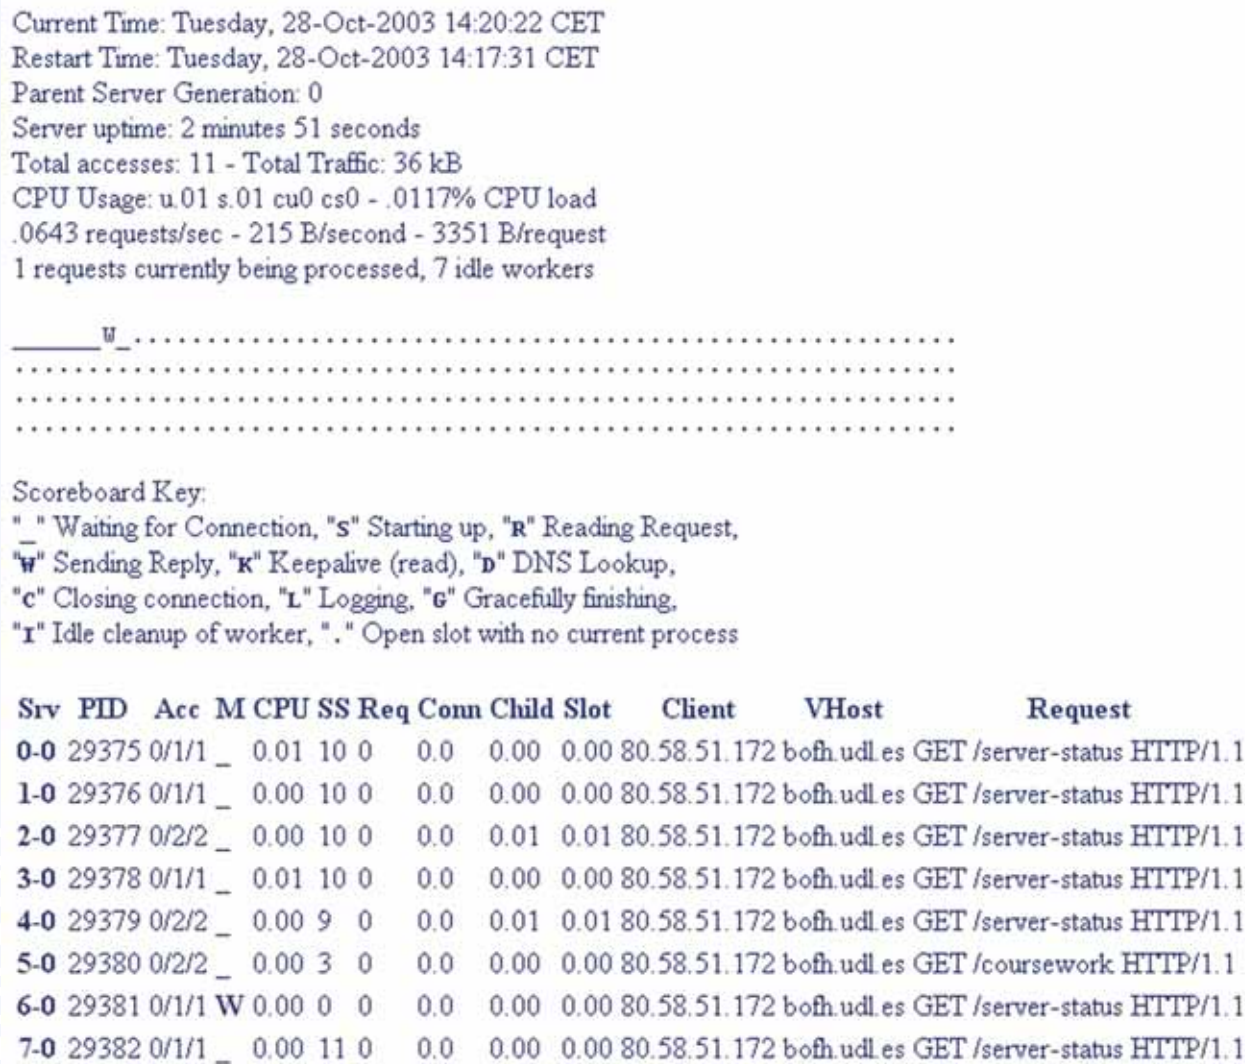 Current Time: Tuesday, 28-Oct-2003 14:20:22 CET
Restart Time: Tuesday, 28-Oct-2003 14:17:31 CET
Parent Server Generation: 0
Server uptime: 2 minutes 51 seconds
Total accesses: 11 - Total Traffic: 36 kB
CPU Usage: u.01 s.01 cu0 cs0 - .0117% CPU load
.0643 requests/sec - 215 B/second - 3351 B/request
1 requests currently being processed, 7 idle workers
______W_........................................................
................................................................
................................................................
................................................................
Scoreboard Key:
"_" Waiting for Connection, "S" Starting up, "R" Reading Request,
"W" Sending Reply, "K" Keepalive (read), "D" DNS Lookup,
"C" Closing connection, "L" Logging, "G" Gracefully finishing,
"I" Idle cleanup of worker, "." Open slot with no current process
Srv PID Acc M CPU SS Req Conn Child Slot Client VHost Request
0-0 29375 0/1/1 _ 0.01 10 0 0.0 0.00 0.00 80.58.51.172 bofh.udl.es GET /server-status HTTP/1.1
1-0 29376 0/1/1 _ 0.00 10 0 0.0 0.00 0.00 80.58.51.172 bofh.udl.es GET /server-status HTTP/1.1
2-0 29377 0/2/2 _ 0.00 10 0 0.0 0.01 0.01 80.58.51.172 bofh.udl.es GET /server-status HTTP/1.1
3-0 29378 0/1/1 _ 0.01 10 0 0.0 0.00 0.00 80.58.51.172 bofh.udl.es GET /server-status HTTP/1.1
4-0 29379 0/2/2 _ 0.00 9 0 0.0 0.01 0.01 80.58.51.172 bofh.udl.es GET /server-status HTTP/1.1
5-0 29380 0/2/2 _ 0.00 3 0 0.0 0.00 0.00 80.58.51.172 bofh.udl.es GET /coursework HTTP/1.1
6-0 29381 0/1/1 W 0.00 0 0 0.0 0.00 0.00 80.58.51.172 bofh.udl.es GET /server-status HTTP/1.1
7-0 29382 0/1/1 _ 0.00 11 0 0.0 0.00 0.00 80.58.51.172 bofh.udl.es GET /server-status HTTP/1.1